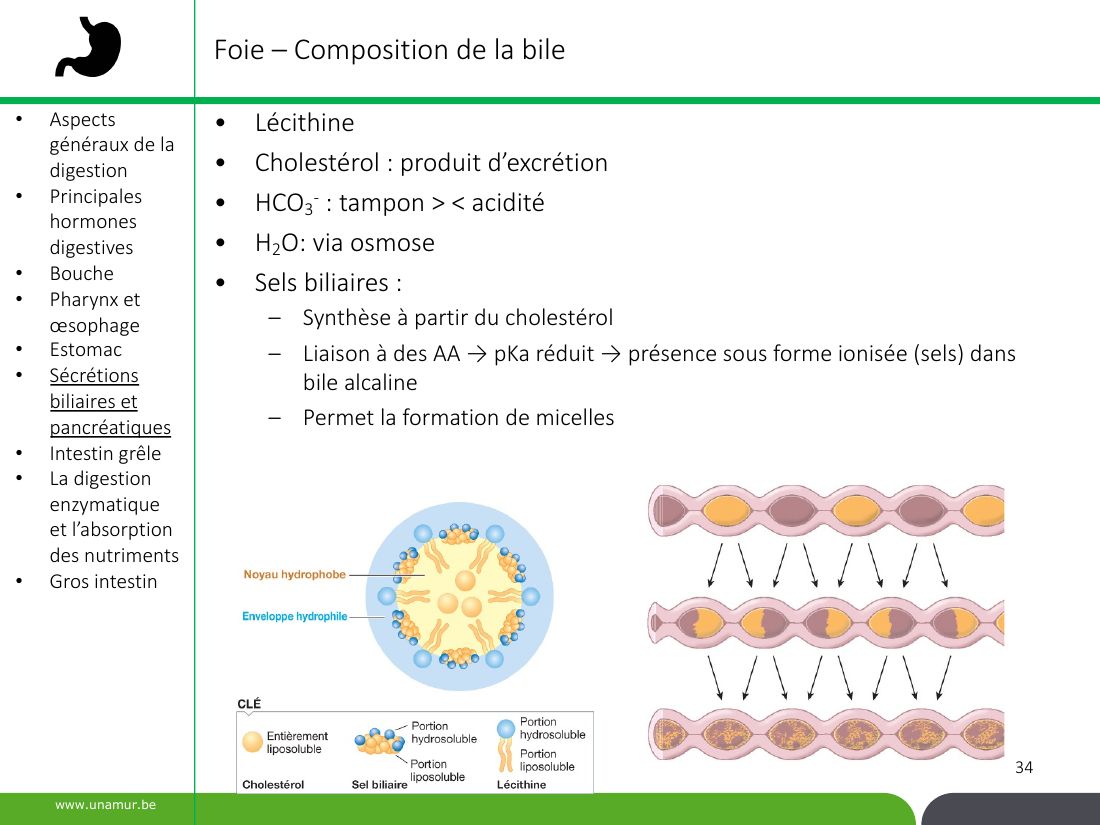 Foie – Composition de la bile
• Aspects
généraux de la
digestion
• Principales
hormones
digestives
• Bouche
• Pharynx et
œsophage
• Estomac
• Sécrétions
biliaires et
pancréatiques
• Intestin grêle
• La digestion
enzymatique
et l’absorption
des nutriments
• Gros intestin
• Lécithine
• Cholestérol : produit d’excrétion
• HCO₃⁻ : tampon > < acidité
• H₂O: via osmose
• Sels biliaires :
– Synthèse à partir du cholestérol
– Liaison à des AA → pKa réduit → présence sous forme ionisée (sels) dans
bile alcaline
– Permet la formation de micelles
Noyau hydrophobe
Enveloppe hydrophile
CLÉ
Entièrement
liposoluble
Cholestérol
Portion
hydrosoluble
Portion
liposoluble
Sel biliaire
Portion
hydrosoluble
Portion
liposoluble
Lécithine
34
www.unamur.be